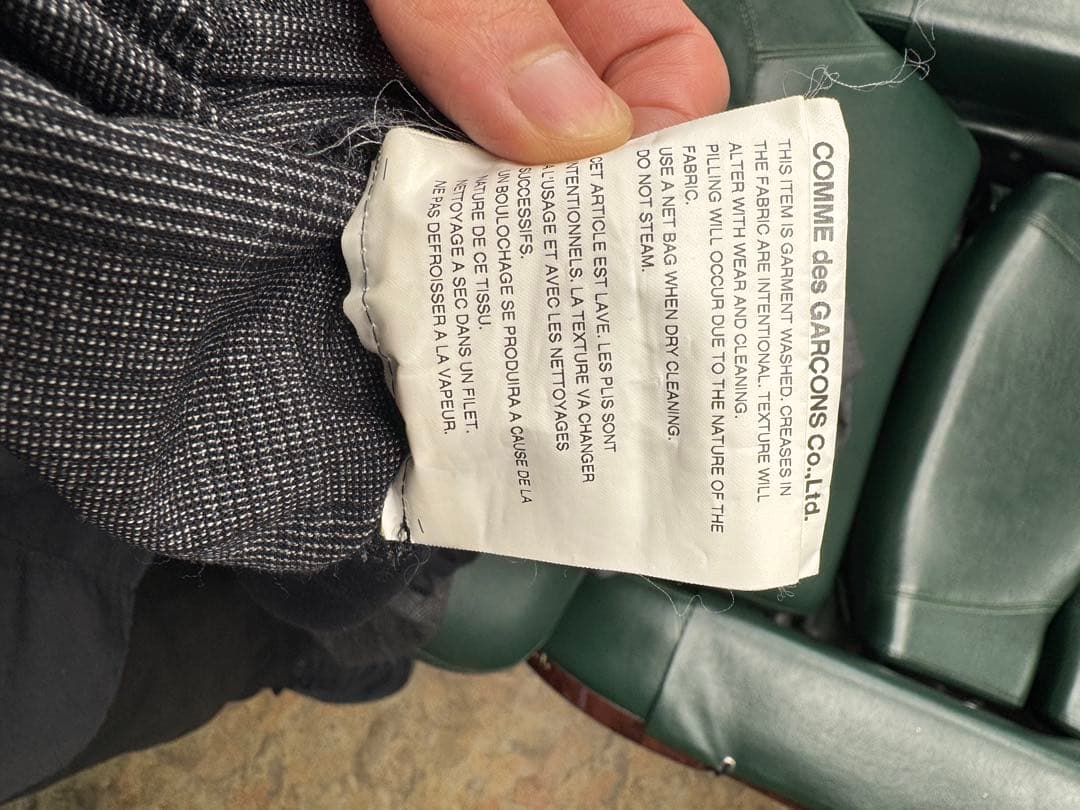 COMME des GARCONS Co.,Ltd.
THIS ITEM IS GARMENT WASHED. CREASES IN
THE FABRIC ARE INTENTIONAL. TEXTURE WILL
ALTER WITH WEAR AND CLEANING.
PILLING WILL OCCUR DUE TO THE NATURE OF THE
FABRIC.
USE A NET BAG WHEN DRY CLEANING.
DO NOT STEAM.
CET ARTICLE EST LAVE. LES PLIS SONT
INTENTIONNELS. LA TEXTURE VA CHANGER
A L'USAGE ET AVEC LES NETTOYAGES
SUCCESSIFS.
UN BOULOCHAGE SE PRODUIRA A CAUSE DE LA
NATURE DE CE TISSU.
NETTOYAGE A SEC DANS UN FILET.
NE PAS DEFROISSER A LA VAPEUR.